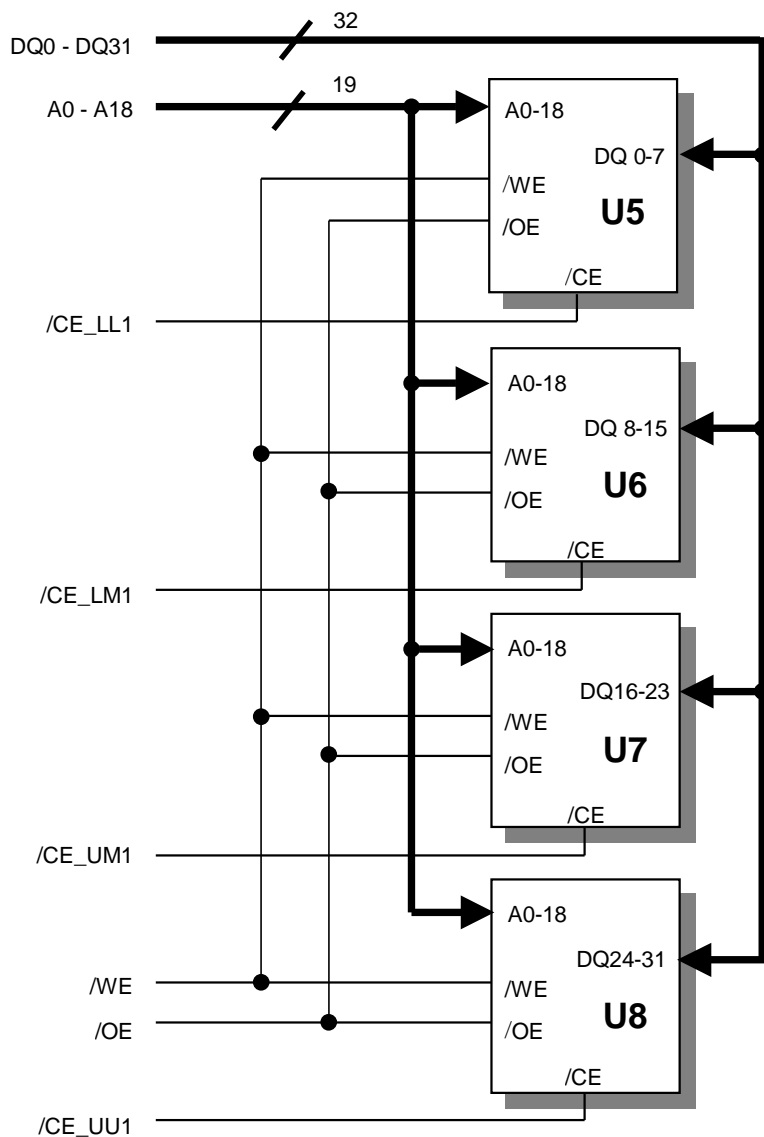 32
DQ0 - DQ31
19
A0 - A18
A0-18
DQ 0-7
/WE
U5
/OE
/CE
/CE_LL1
A0-18
DQ 8-15
/WE
U6
/OE
/CE
/CE_LM1
A0-18
DQ16-23
/WE
U7
/OE
/CE
/CE_UM1
A0-18
DQ24-31
/WE
/WE
U8
/OE
/OE
/CE
/CE_UU1